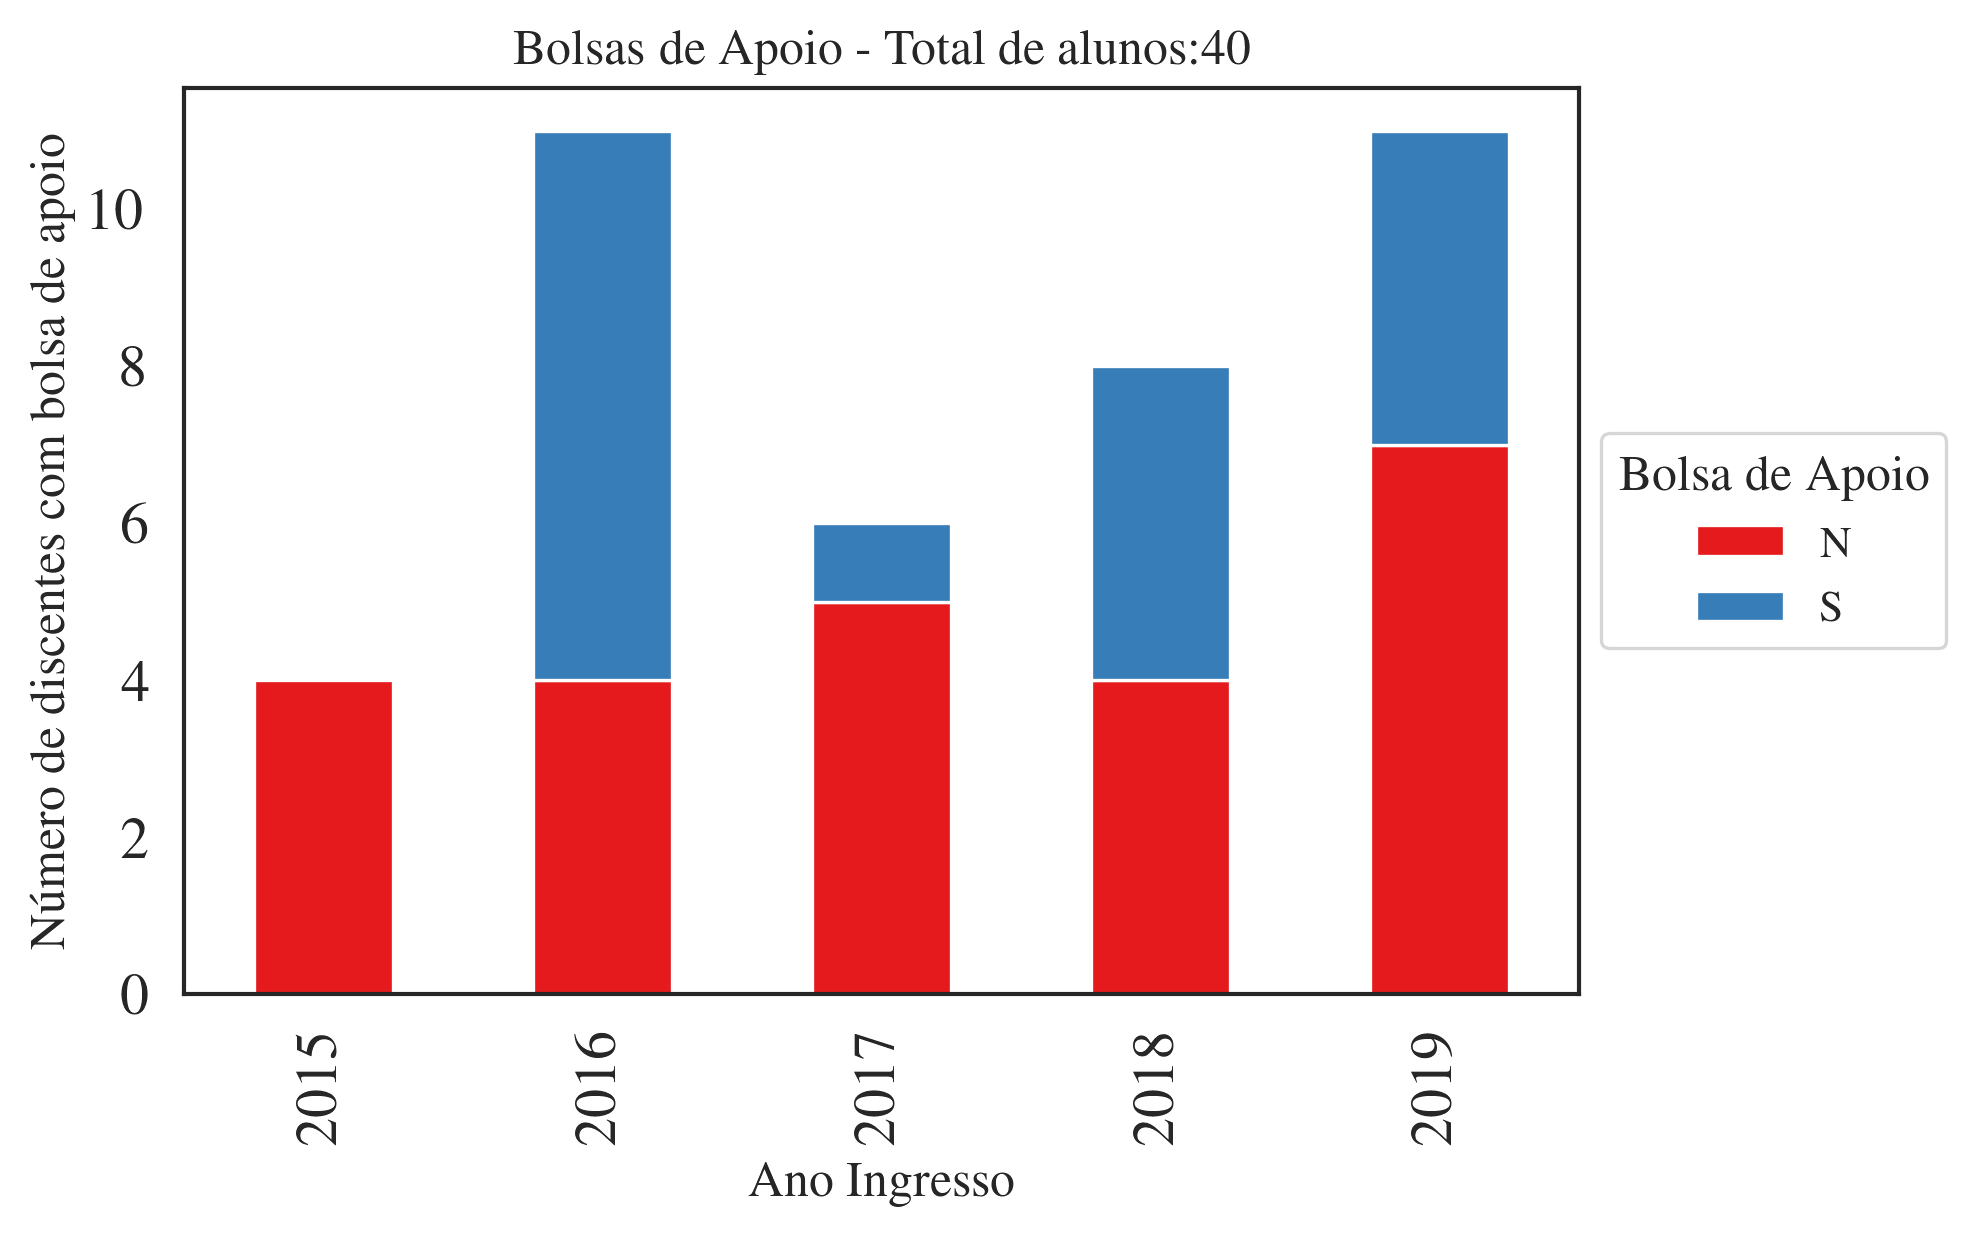 Bolsas de Apoio - Total de alunos:40
Número de discentes com bolsa de apoio
10
8
6
4
2
0
2015
2016
2017
2018
2019
Ano Ingresso
Bolsa de Apoio
N
S